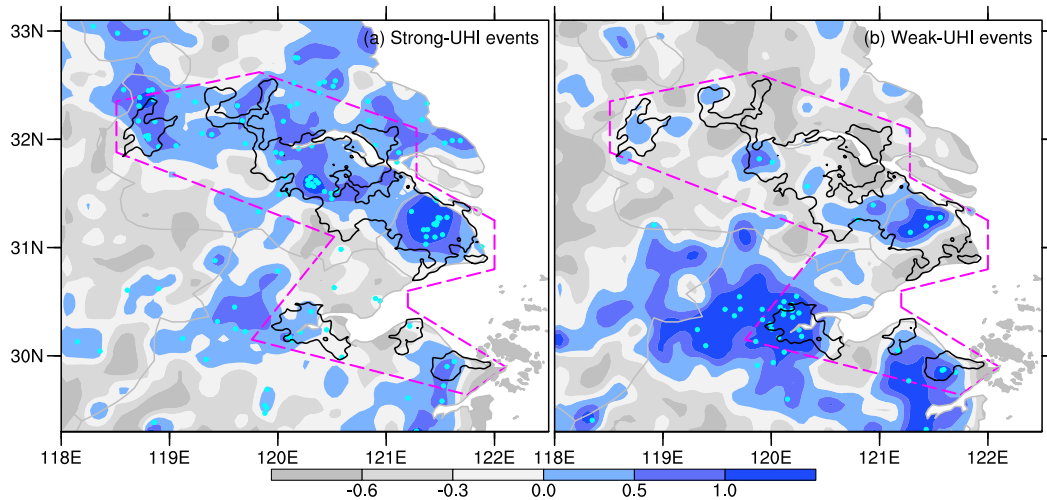 33N
(a) Strong-UHI events
(b) Weak-UHI events
32N
31N
30N
118E
119E
120E
121E
122E
118E
119E
120E
121E
122E
-0.6
-0.3
0.0
0.5
1.0